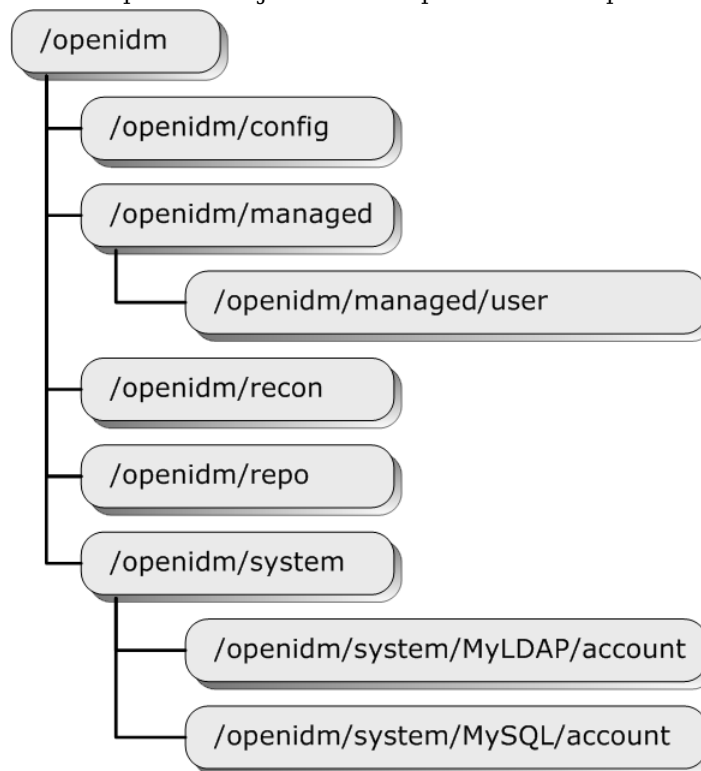 /openidm
/openidm/config
/openidm/managed
/openidm/managed/user
/openidm/recon
/openidm/repo
/openidm/system
/openidm/system/MyLDAP/account
/openidm/system/MySQL/account